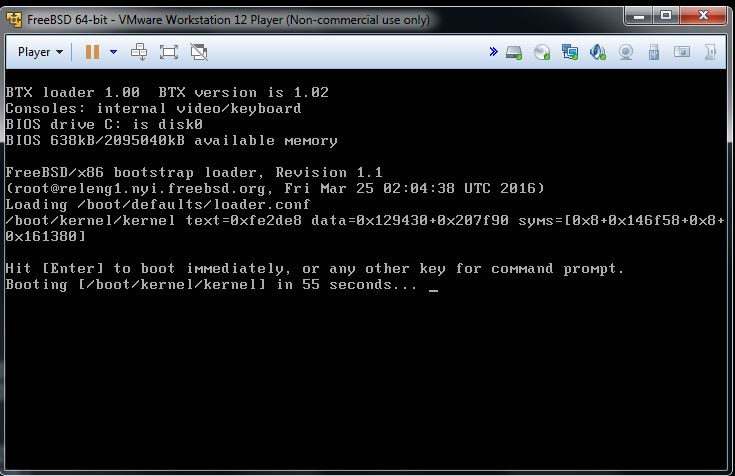 FreeBSD 64-bit - VMware Workstation 12 Player (Non-commercial use only)
Player
BTX loader 1.00  BTX version is 1.02
Consoles: internal video/keyboard
BIOS drive C: is disk0
BIOS 638kB/2095040kB available memory
FreeBSD/x86 bootstrap loader, Revision 1.1
(root@releng1.nyi.freebsd.org, Fri Mar 25 02:04:38 UTC 2016)
Loading /boot/defaults/loader.conf
/boot/kernel/kernel text=0xfe2de8 data=0x129430+0x207f90 syms=[0x8+0x146f58+0x8+
0x161380]
Hit [Enter] to boot immediately, or any other key for command prompt.
Booting [/boot/kernel/kernel] in 55 seconds... _